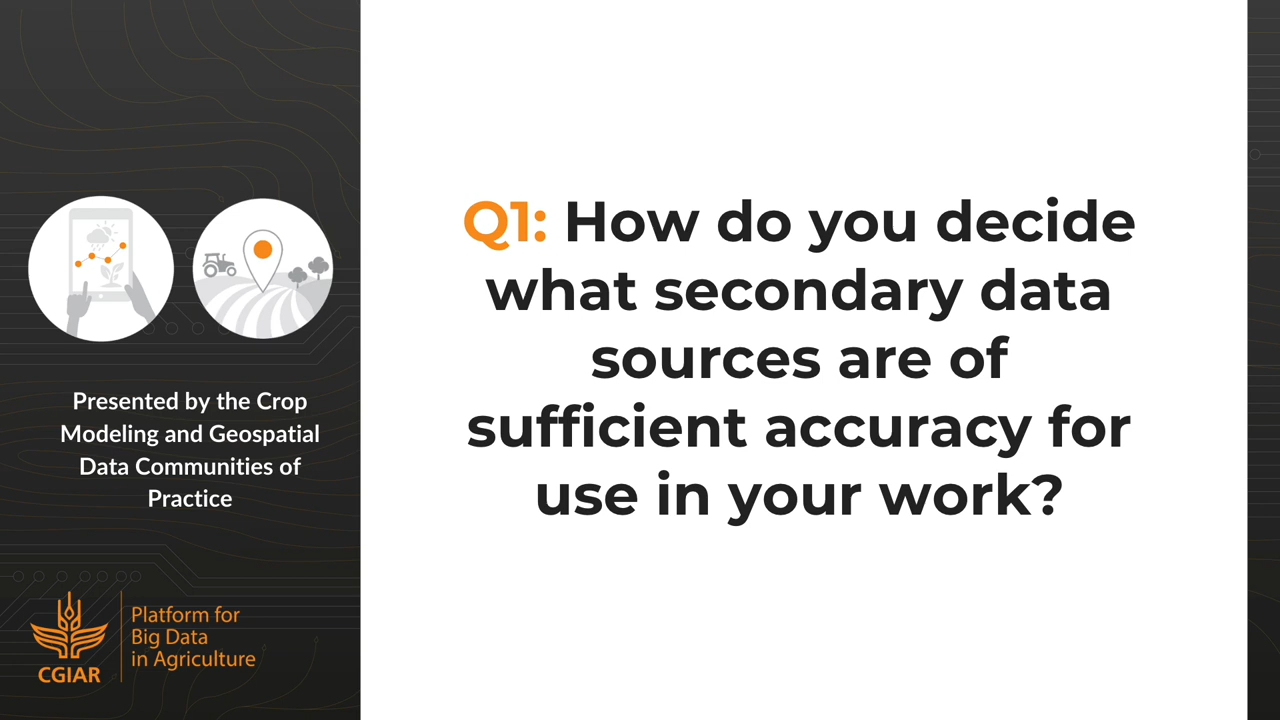 Q1: How do you decide
what secondary data
sources are of
sufficient accuracy for
use in your work?
Presented by the Crop
Modeling and Geospatial
Data Communities of
Practice
CGIAR
Platform for
Big Data
in Agriculture